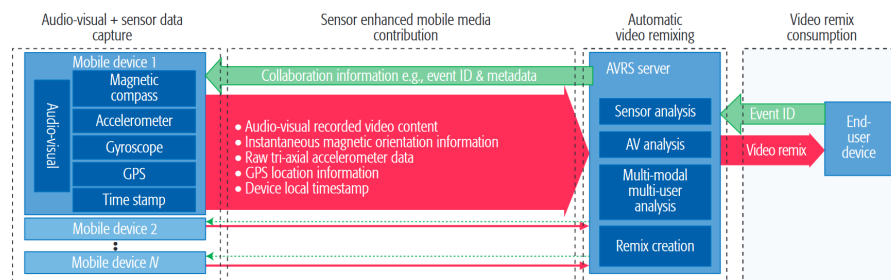 Audio-visual + sensor data
capture
Sensor enhanced mobile media
contribution
Automatic
video remixing
Video remix
consumption
Mobile device 1
Audio-visual
Magnetic
compass
Accelerometer
Gyroscope
GPS
Time stamp
Mobile device 2
Mobile device N
Collaboration information e.g., event ID & metadata
• Audio-visual recorded video content
• Instantaneous magnetic orientation information
• Raw tri-axial accelerometer data
• GPS location information
• Device local timestamp
AVRS server
Sensor analysis
AV analysis
Multi-modal
multi-user
analysis
Remix creation
Event ID
Video remix
End-
user
device